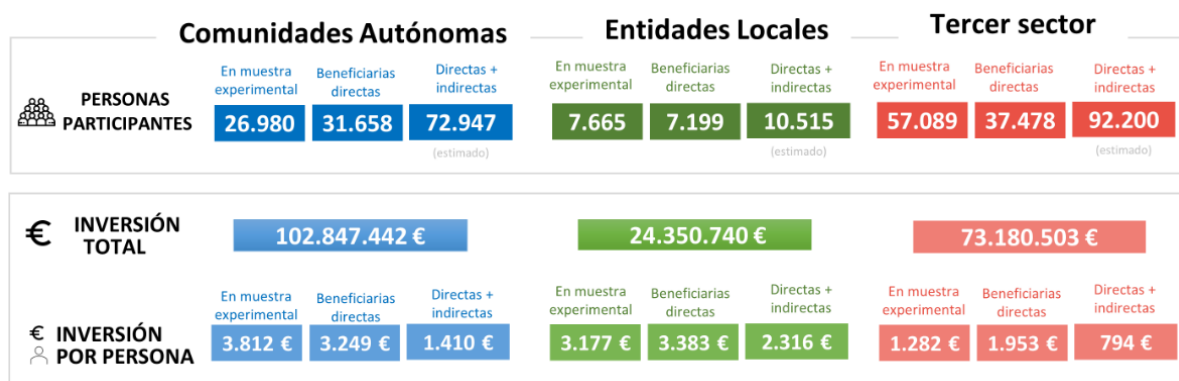 Comunidades Autónomas
Entidades Locales
Tercer sector
PERSONAS
PARTICIPANTES
En muestra
experimental
Beneficiarias
directas
Directas +
indirectas
En muestra
experimental
Beneficiarias
directas
Directas +
indirectas
En muestra
experimental
Beneficiarias
directas
Directas +
indirectas
26.980
31.658
72.947
7.665
7.199
10.515
57.089
37.478
92.200
(estimado)
(estimado)
(estimado)
€ INVERSIÓN
TOTAL
102.847.442 €
24.350.740 €
73.180.503 €
€ INVERSIÓN
POR PERSONA
En muestra
experimental
Beneficiarias
directas
Directas +
indirectas
En muestra
experimental
Beneficiarias
directas
Directas +
indirectas
En muestra
experimental
Beneficiarias
directas
Directas +
indirectas
3.812 €
3.249 €
1.410 €
3.177 €
3.383 €
2.316 €
1.282 €
1.953 €
794 €